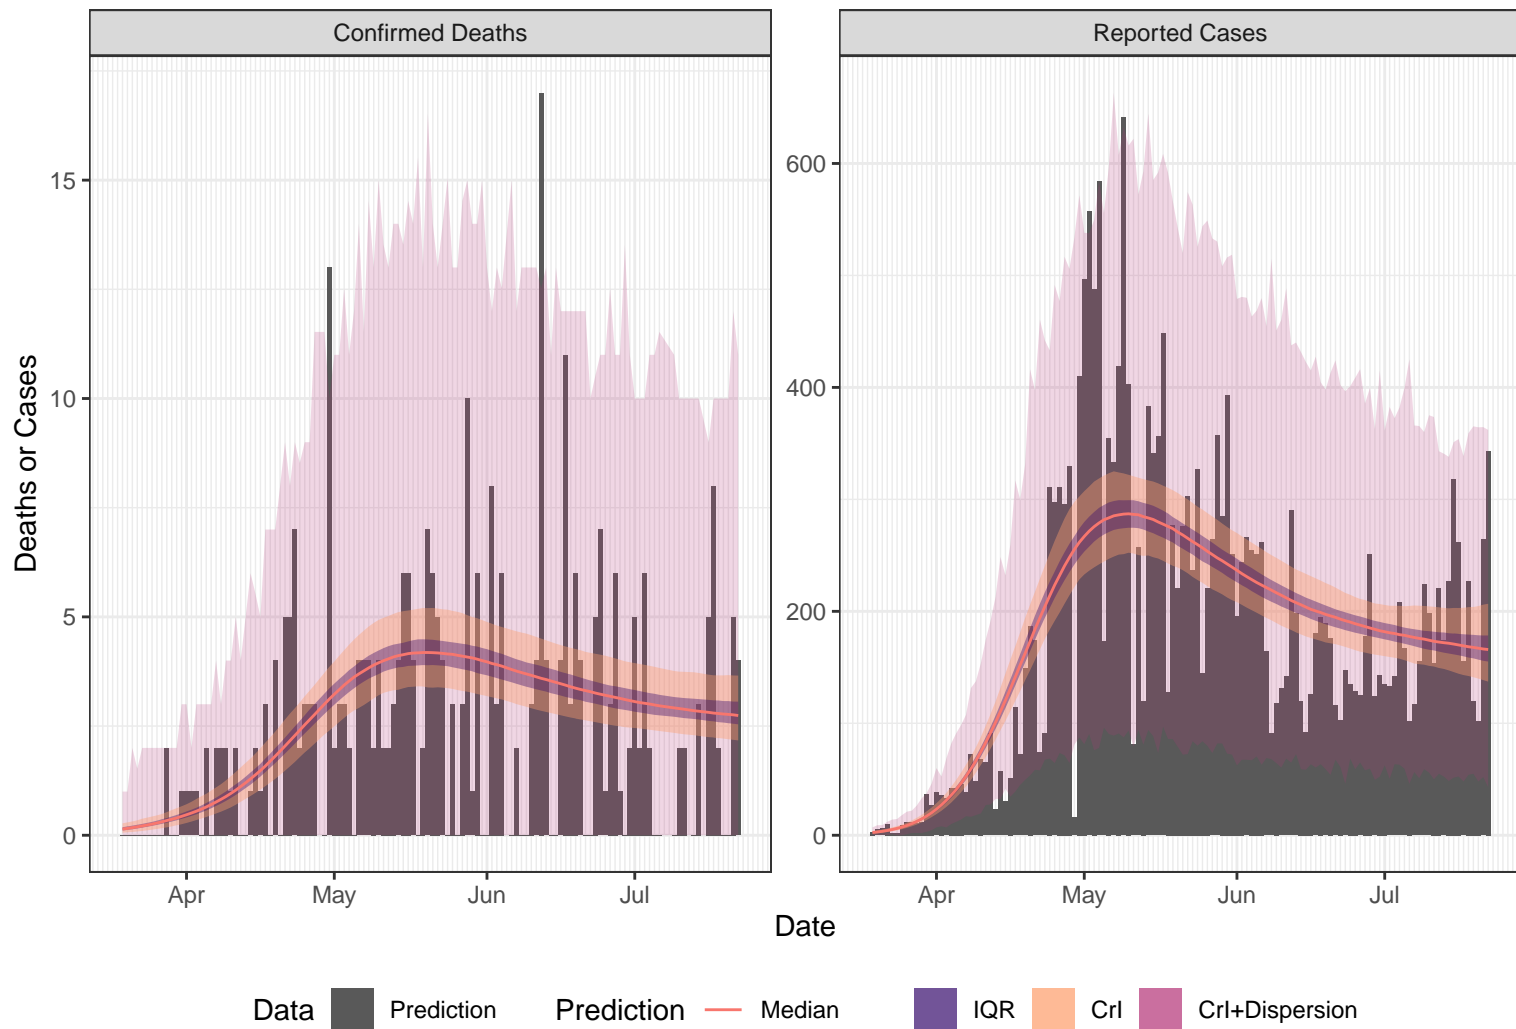 Confirmed Deaths
Reported Cases
Deaths or Cases
15
10
5
0
600
400
200
0
Apr May Jun Jul
Apr May Jun Jul
Date
Data Prediction Prediction Median IQR CrI CrI+Dispersion